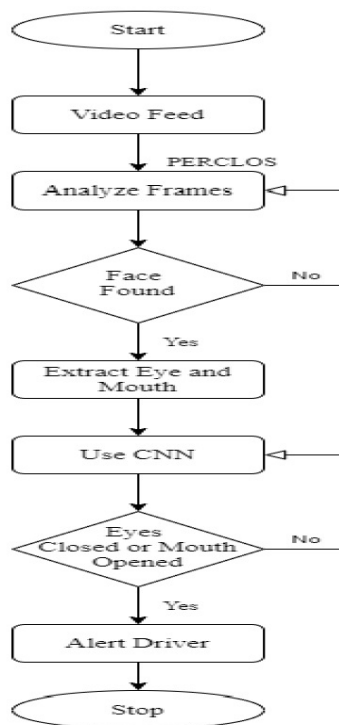 Start
Video Feed
PERCLOS
Analyze Frames
Face
Found
No
Yes
Extract Eye and
Mouth
Use CNN
Eyes
Closed or Mouth
Opened
No
Yes
Alert Driver
Stop